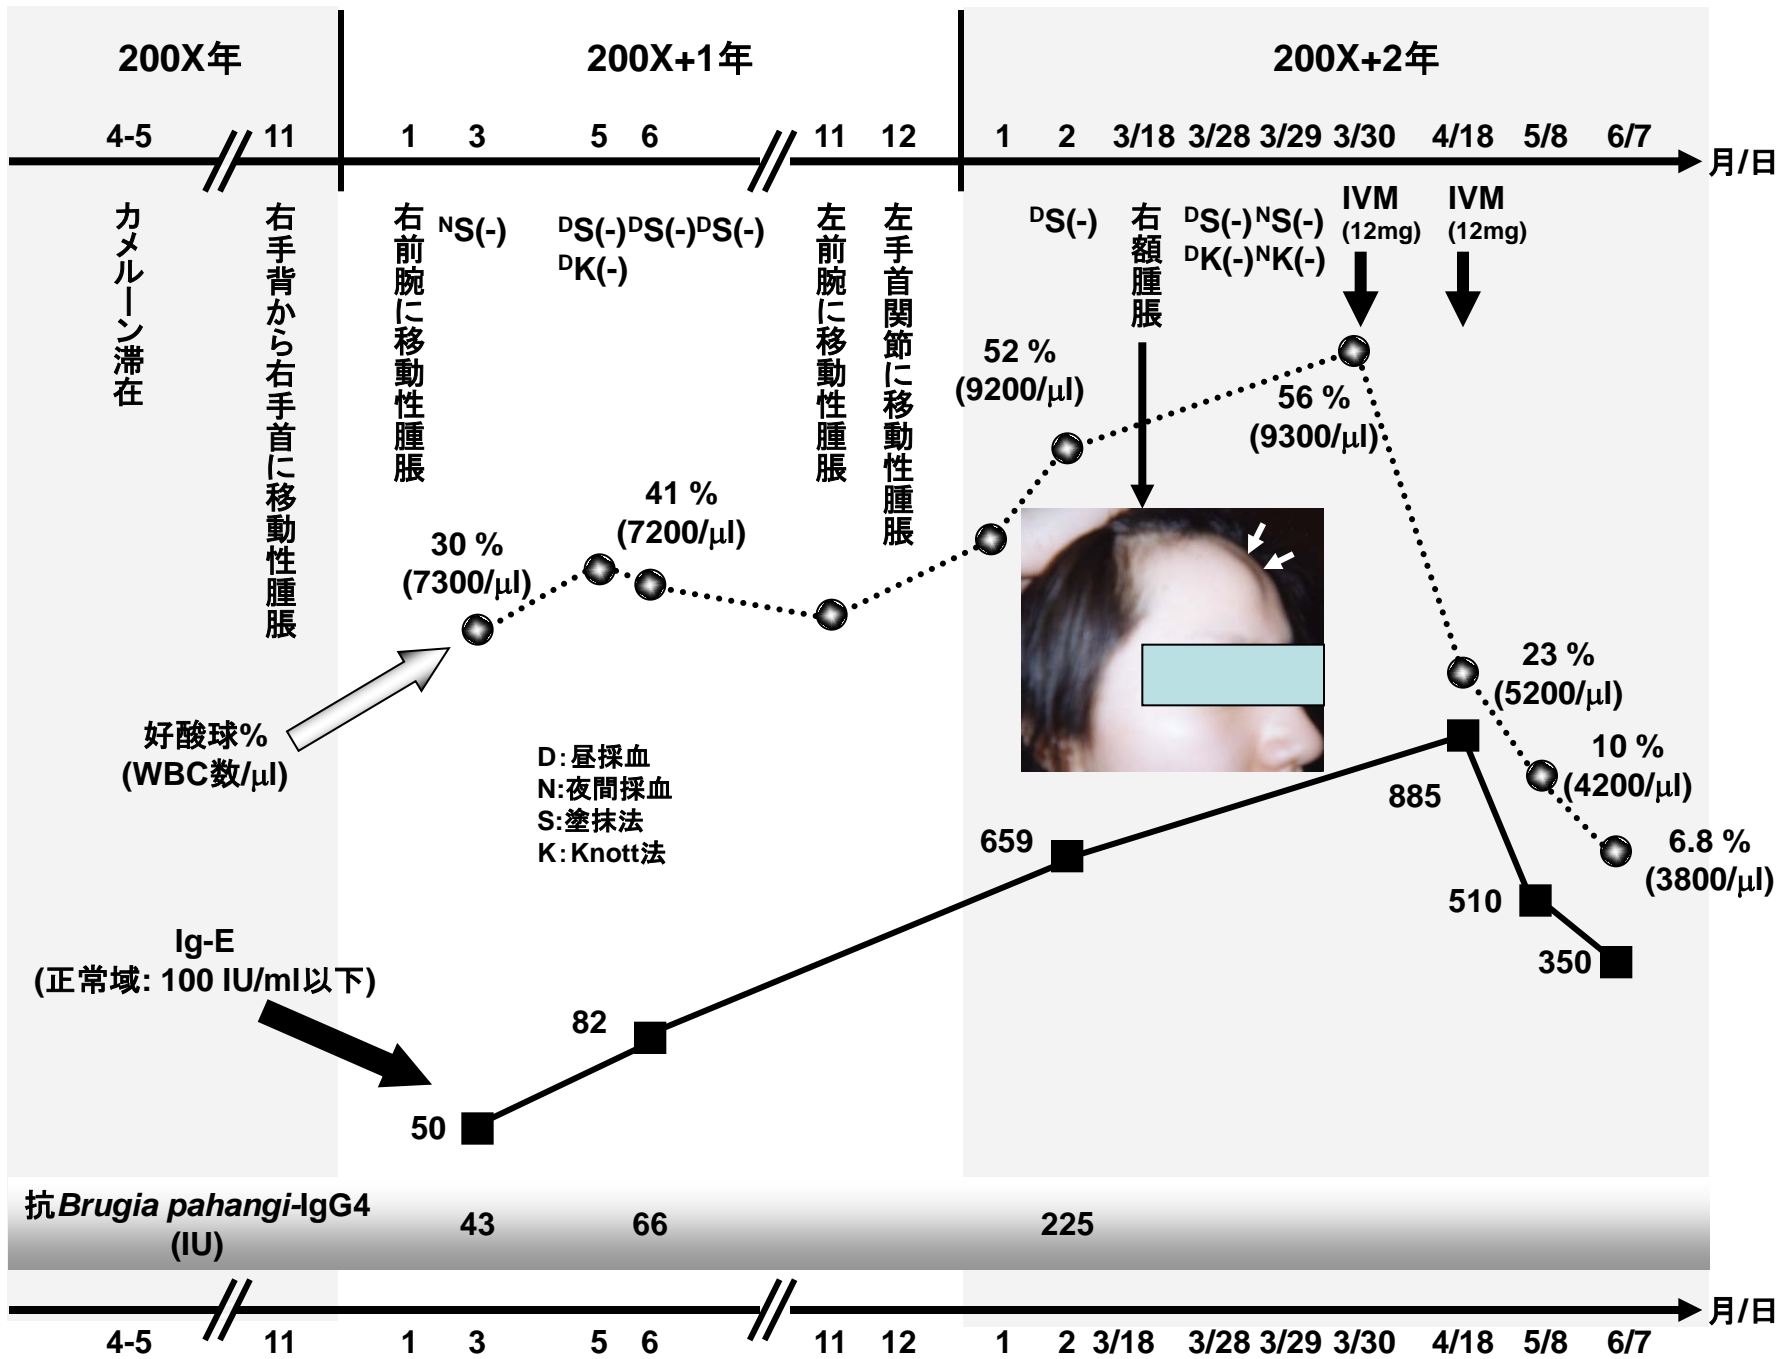 200X年
200X+1年
200X+2年
4-5 11 1 3 5 6 11 12 1 2 3/18 3/28 3/29 3/30 4/18 5/8 6/7
月/日
カメルーン滞在
右手背から右手首に移動性腫脹
右前腕に移動性腫脹
NS(-)
DS(-)DS(-)DS(-)
DK(-)
左前腕に移動性腫脹
左手首関節に移動性腫脹
DS(-)
右額腫脹
DS(-)NS(-)
DK(-)NK(-)
IVM
(12mg)
IVM
(12mg)
52 %
(9200/μl)
56 %
(9300/μl)
41 %
(7200/μl)
30 %
(7300/μl)
23 %
(5200/μl)
10 %
(4200/μl)
6.8 %
(3800/μl)
好酸球%
(WBC数/μl)
D:昼採血
N:夜間採血
S:塗抹法
K:Knott法
885
659
510
350
Ig-E
(正常域: 100 IU/ml以下)
82
50
抗Brugia pahangi-IgG4
(IU)
43 66 225
月/日
4-5 11 1 3 5 6 11 12 1 2 3/18 3/28 3/29 3/30 4/18 5/8 6/7